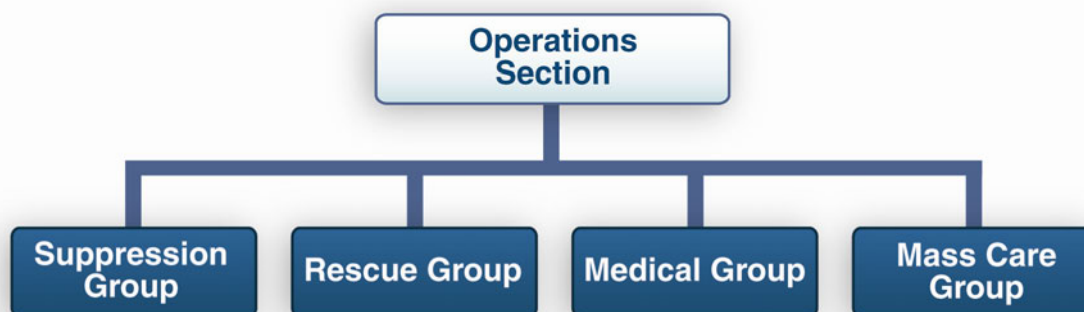 Operations
Section
Suppression
Group
Rescue Group
Medical Group
Mass Care
Group